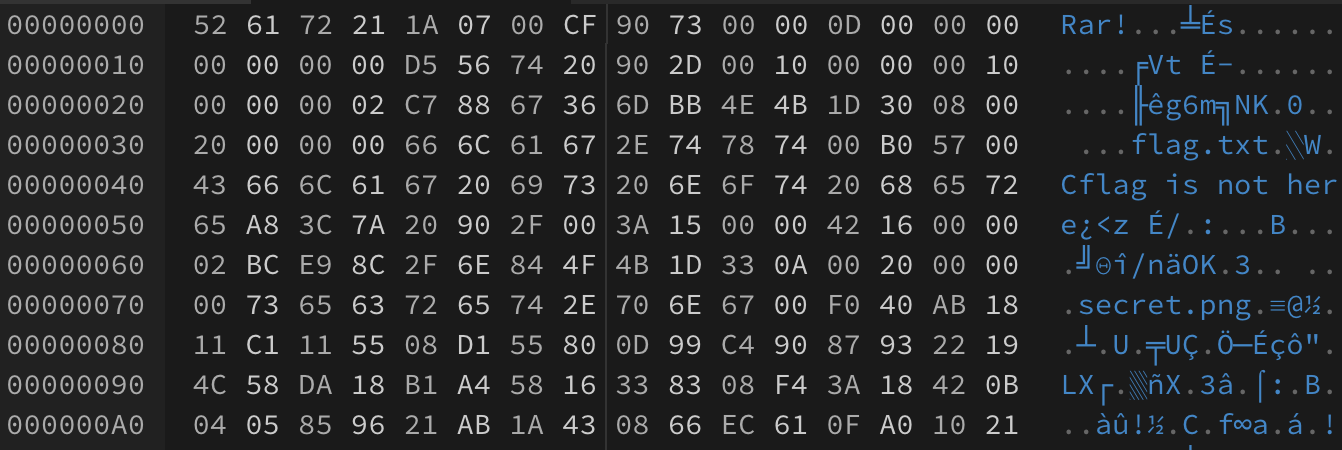 00000000 52 61 72 21 1A 07 00 CF 90 73 00 00 0D 00 00 00 Rar!...╧És......
00000010 00 00 00 00 D5 56 74 20 90 2D 00 10 00 00 00 10 ....╒Vt É-......
00000020 00 00 00 02 C7 88 67 36 6D BB 4E 4B 1D 30 08 00 ....╟êg6m╗NK.0..
00000030 20 00 00 00 66 6C 61 67 2E 74 78 74 00 B0 57 00  ...flag.txt.░W.
00000040 43 66 6C 61 67 20 69 73 20 6E 6F 74 20 68 65 72 Cflag is not her
00000050 65 A8 3C 7A 20 90 2F 00 3A 15 00 00 42 16 00 00 e¿<z É/.:...B...
00000060 02 BC E9 8C 2F 6E 84 4F 4B 1D 33 0A 00 20 00 00 .╝Θî/näOK.3.. ..
00000070 00 73 65 63 72 65 74 2E 70 6E 67 00 F0 40 AB 18 .secret.png.≡@½.
00000080 11 C1 11 55 08 D1 55 80 0D 99 C4 90 87 93 22 19 .┴.U.╤UÇ.Ö─Éçô".
00000090 4C 58 DA 18 B1 A4 58 16 33 83 08 F4 3A 18 42 0B LX┌.▒ñX.3â.⌠:.B.
000000A0 04 05 85 96 21 AB 1A 43 08 66 EC 61 0F A0 10 21 ..àû!½.C.f∞a.á.!